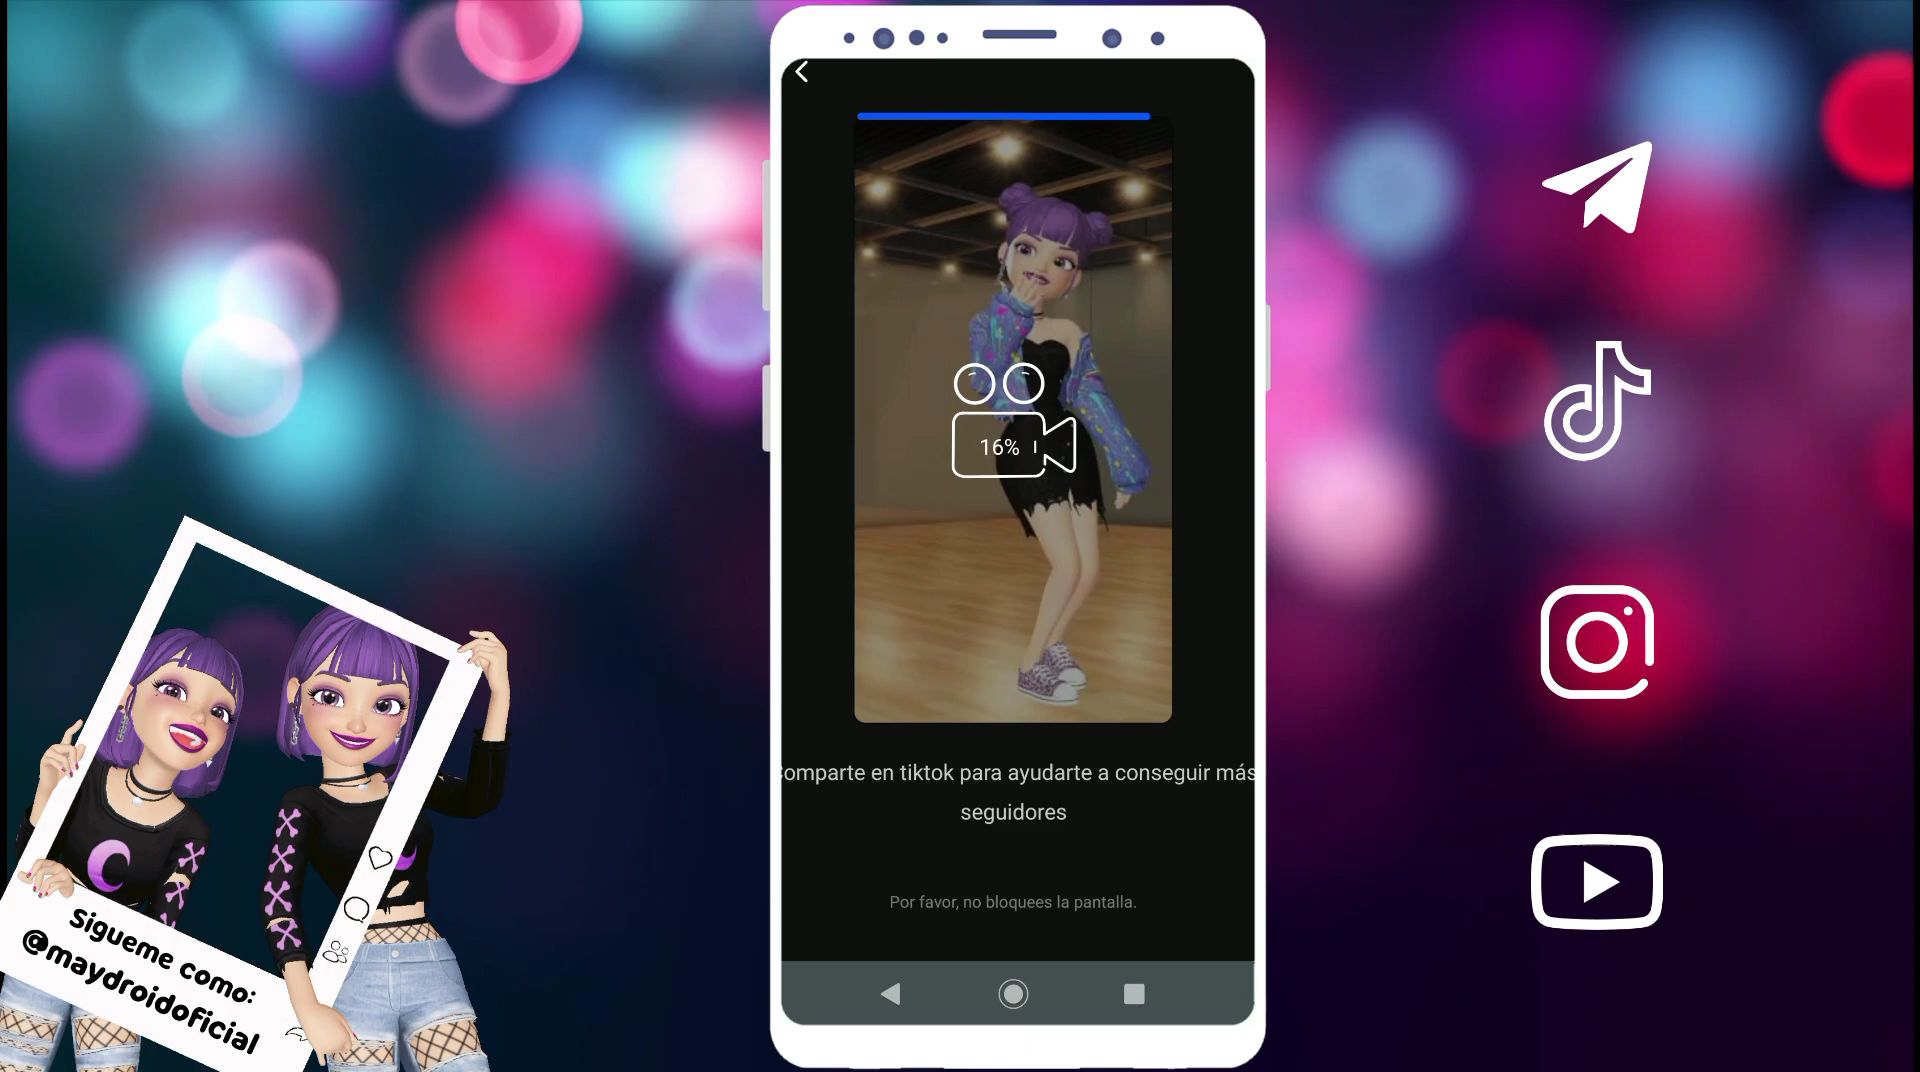 16%
omparte en tiktok para ayudarte a conseguir más
seguidores
Por favor, no bloquees la pantalla.
Sigueme como:
@maydroidoficial